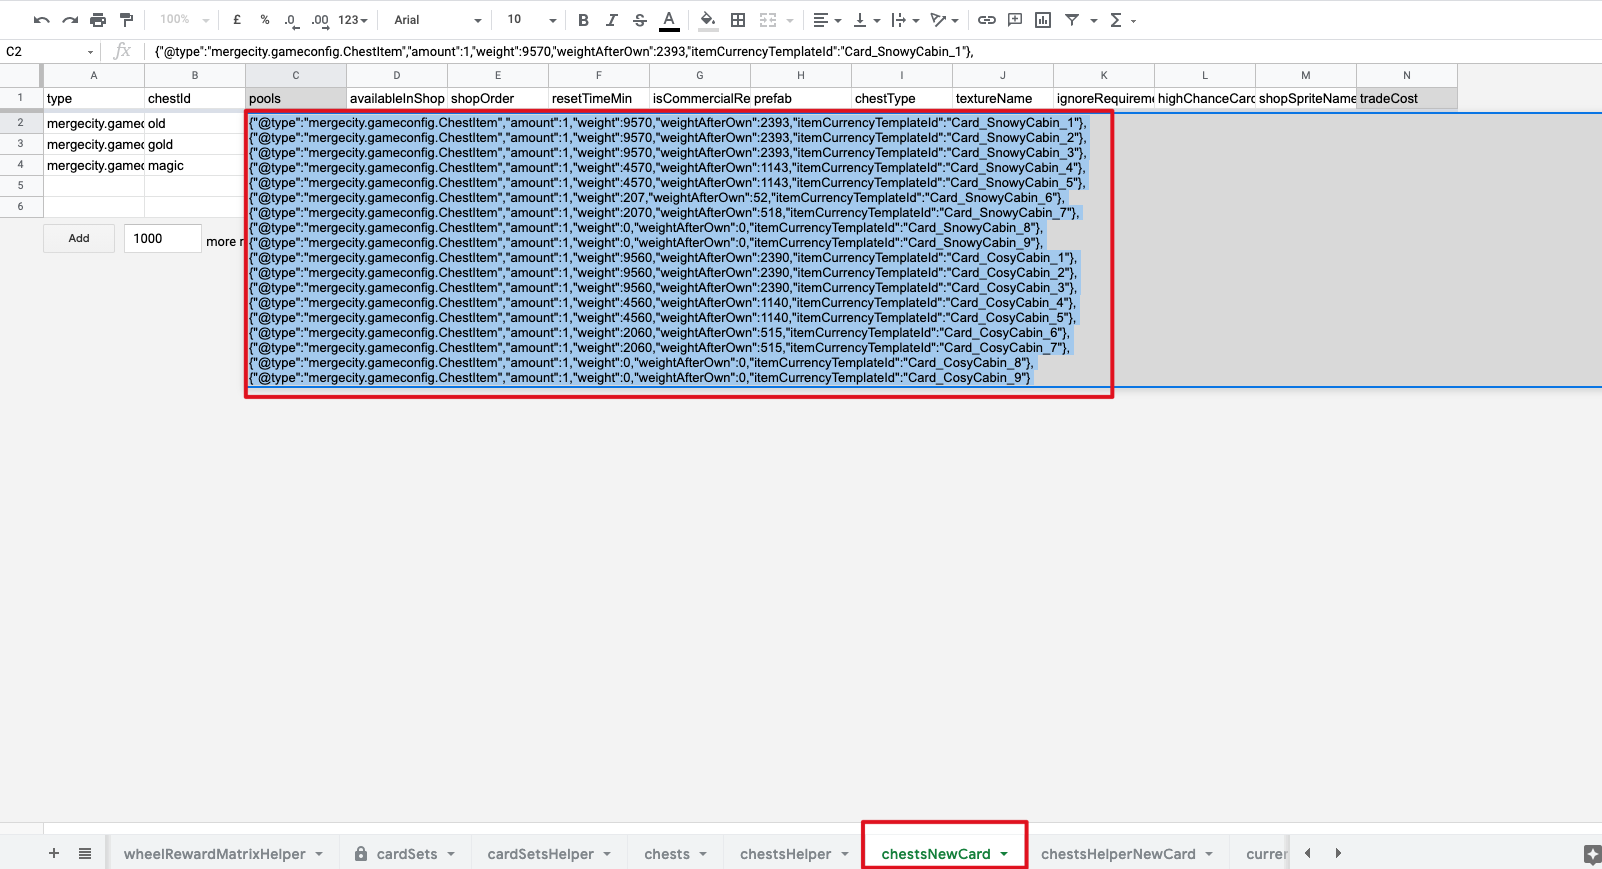 100% £ % .0 .00 123 Arial 10 B I S A
C2 fx {"@type":"mergecity.gameconfig.ChestItem","amount":1,"weight":9570,"weightAfterOwn":2393,"itemCurrencyTemplateId":"Card_SnowyCabin_1"},
A B C D E F G H I J K L M N
1 type chestId pools availableInShop shopOrder resetTimeMin isCommercialRe prefab chestType textureName ignoreRequireme highChanceCard shopSpriteName tradeCost
2 mergecity.gamec old
3 mergecity.gamec gold
4 mergecity.gamec magic
5
6
Add 1000 more r
{"@type":"mergecity.gameconfig.ChestItem","amount":1,"weight":9570,"weightAfterOwn":2393,"itemCurrencyTemplateId":"Card_SnowyCabin_1"},
{"@type":"mergecity.gameconfig.ChestItem","amount":1,"weight":9570,"weightAfterOwn":2393,"itemCurrencyTemplateId":"Card_SnowyCabin_2"},
{"@type":"mergecity.gameconfig.ChestItem","amount":1,"weight":9570,"weightAfterOwn":2393,"itemCurrencyTemplateId":"Card_SnowyCabin_3"},
{"@type":"mergecity.gameconfig.ChestItem","amount":1,"weight":4570,"weightAfterOwn":1143,"itemCurrencyTemplateId":"Card_SnowyCabin_4"},
{"@type":"mergecity.gameconfig.ChestItem","amount":1,"weight":4570,"weightAfterOwn":1143,"itemCurrencyTemplateId":"Card_SnowyCabin_5"},
{"@type":"mergecity.gameconfig.ChestItem","amount":1,"weight":207,"weightAfterOwn":52,"itemCurrencyTemplateId":"Card_SnowyCabin_6"},
{"@type":"mergecity.gameconfig.ChestItem","amount":1,"weight":2070,"weightAfterOwn":518,"itemCurrencyTemplateId":"Card_SnowyCabin_7"},
{"@type":"mergecity.gameconfig.ChestItem","amount":1,"weight":0,"weightAfterOwn":0,"itemCurrencyTemplateId":"Card_SnowyCabin_8"},
{"@type":"mergecity.gameconfig.ChestItem","amount":1,"weight":0,"weightAfterOwn":0,"itemCurrencyTemplateId":"Card_SnowyCabin_9"},
{"@type":"mergecity.gameconfig.ChestItem","amount":1,"weight":9560,"weightAfterOwn":2390,"itemCurrencyTemplateId":"Card_CosyCabin_1"},
{"@type":"mergecity.gameconfig.ChestItem","amount":1,"weight":9560,"weightAfterOwn":2390,"itemCurrencyTemplateId":"Card_CosyCabin_2"},
{"@type":"mergecity.gameconfig.ChestItem","amount":1,"weight":9560,"weightAfterOwn":2390,"itemCurrencyTemplateId":"Card_CosyCabin_3"},
{"@type":"mergecity.gameconfig.ChestItem","amount":1,"weight":4560,"weightAfterOwn":1140,"itemCurrencyTemplateId":"Card_CosyCabin_4"},
{"@type":"mergecity.gameconfig.ChestItem","amount":1,"weight":4560,"weightAfterOwn":1140,"itemCurrencyTemplateId":"Card_CosyCabin_5"},
{"@type":"mergecity.gameconfig.ChestItem","amount":1,"weight":2060,"weightAfterOwn":515,"itemCurrencyTemplateId":"Card_CosyCabin_6"},
{"@type":"mergecity.gameconfig.ChestItem","amount":1,"weight":2060,"weightAfterOwn":515,"itemCurrencyTemplateId":"Card_CosyCabin_7"},
{"@type":"mergecity.gameconfig.ChestItem","amount":1,"weight":0,"weightAfterOwn":0,"itemCurrencyTemplateId":"Card_CosyCabin_8"},
{"@type":"mergecity.gameconfig.ChestItem","amount":1,"weight":0,"weightAfterOwn":0,"itemCurrencyTemplateId":"Card_CosyCabin_9"}
wheelRewardMatrixHelper cardSets cardSetsHelper chests chestsHelper chestsNewCard chestsHelperNewCard currer